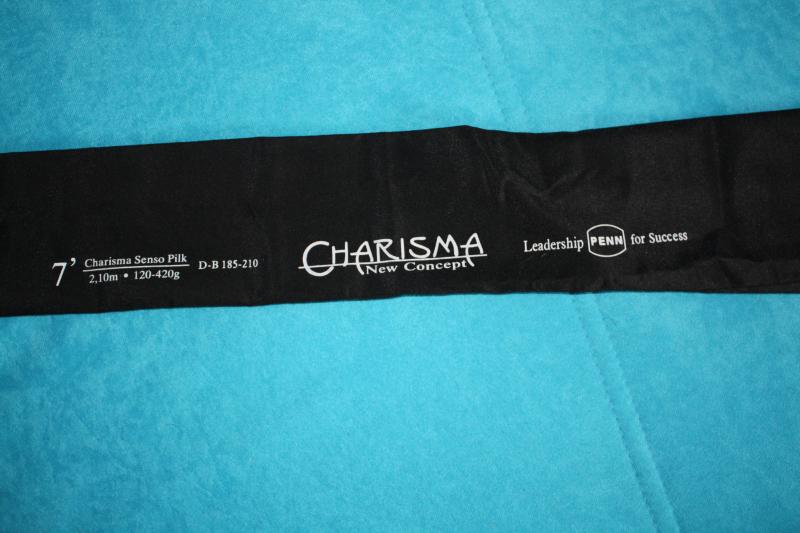 7’ Charisma Senso Pilk D-B 185-210
2,10m • 120-420g
CHARISMA
New Concept
Leadership PENN for Success